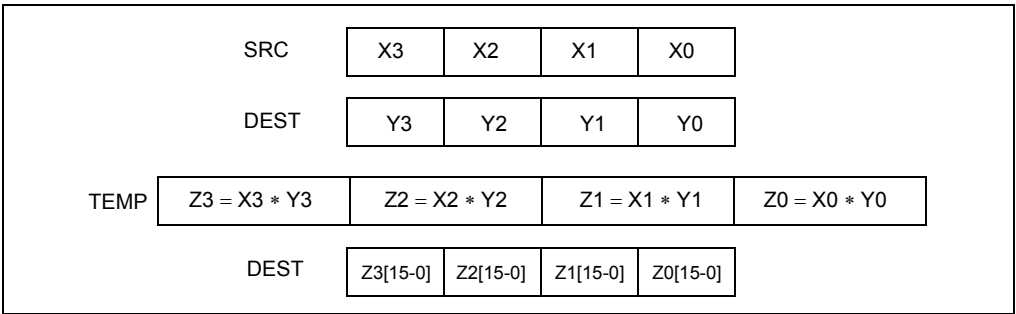 SRC X3 X2 X1 X0
DEST Y3 Y2 Y1 Y0
TEMP Z3 = X3 ∗ Y3 Z2 = X2 ∗ Y2 Z1 = X1 ∗ Y1 Z0 = X0 ∗ Y0
DEST Z3[15-0] Z2[15-0] Z1[15-0] Z0[15-0]